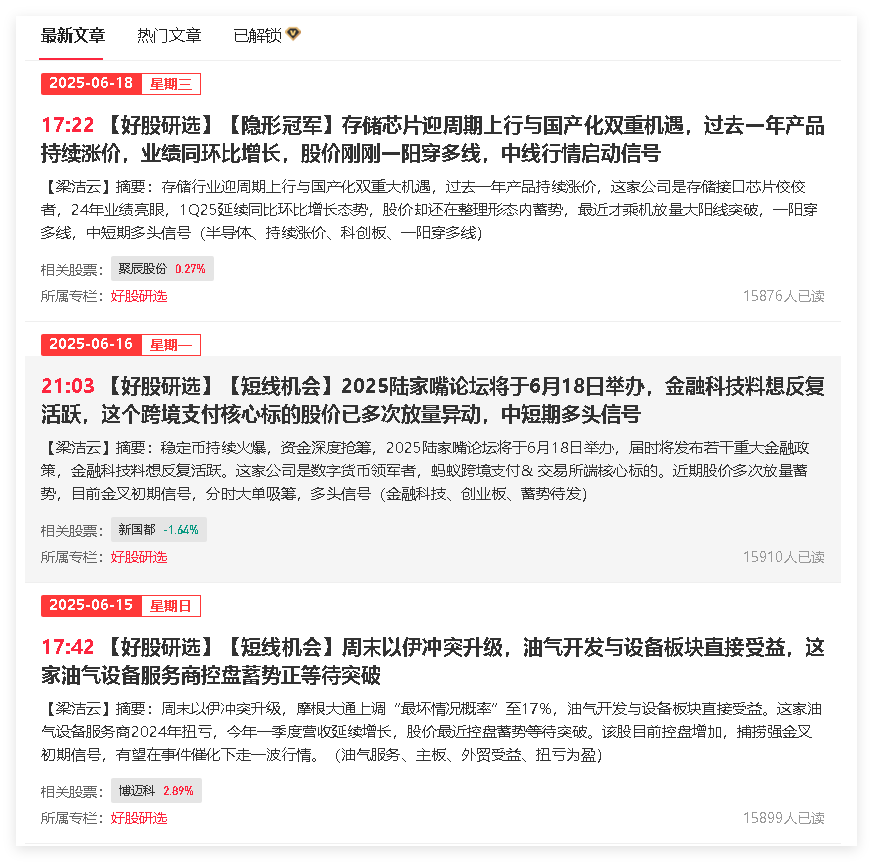 最新文章 热门文章 已解锁
2025-06-18 星期三
17:22 【好股研选】【隐形冠军】存储芯片迎周期上行与国产化双重机遇，过去一年产品
持续涨价，业绩同环比增长，股价刚刚一阳穿多线，中线行情启动信号
【梁洁云】摘要：存储行业迎周期上行与国产化双重大机遇，过去一年产品持续涨价，这家公司是存储接口芯片佼佼
者，24年业绩亮眼，1Q25延续同比环比增长态势，股价却还在整理形态内蓄势，最近才乘机放量大阳线突破，一阳穿
多线，中短期多头信号（半导体、持续涨价、科创板、一阳穿多线）
相关股票： 聚辰股份 0.27%
所属专栏：好股研选 15876人已读
2025-06-16 星期一
21:03 【好股研选】【短线机会】2025陆家嘴论坛将于6月18日举办，金融科技料想反复
活跃，这个跨境支付核心标的股价已多次放量异动，中短期多头信号
【梁洁云】摘要：稳定币持续火爆，资金深度抢筹，2025陆家嘴论坛将于6月18日举办，届时将发布若干重大金融政
策，金融科技料想反复活跃。这家公司是数字货币领军者，蚂蚁跨境支付& 交易所端核心标的。近期股价多次放量蓄
势，目前金叉初期信号，分时大单吸筹，多头信号（金融科技、创业板、蓄势待发）
相关股票： 新国都 -1.64%
所属专栏：好股研选 15910人已读
2025-06-15 星期日
17:42 【好股研选】【短线机会】周末以伊冲突升级，油气开发与设备板块直接受益，这
家油气设备服务商控盘蓄势正等待突破
【梁洁云】摘要：周末以伊冲突升级，摩根大通上调“最坏情况概率”至17%，油气开发与设备板块直接受益。这家油
气设备服务商2024年扭亏，今年一季度营收延续增长，股价最近控盘蓄势等待突破。该股目前控盘增加，捕捞强金叉
初期信号，有望在事件催化下走一波行情。（油气服务、主板、外贸受益、扭亏为盈）
相关股票： 博迈科 2.89%
所属专栏：好股研选 15899人已读